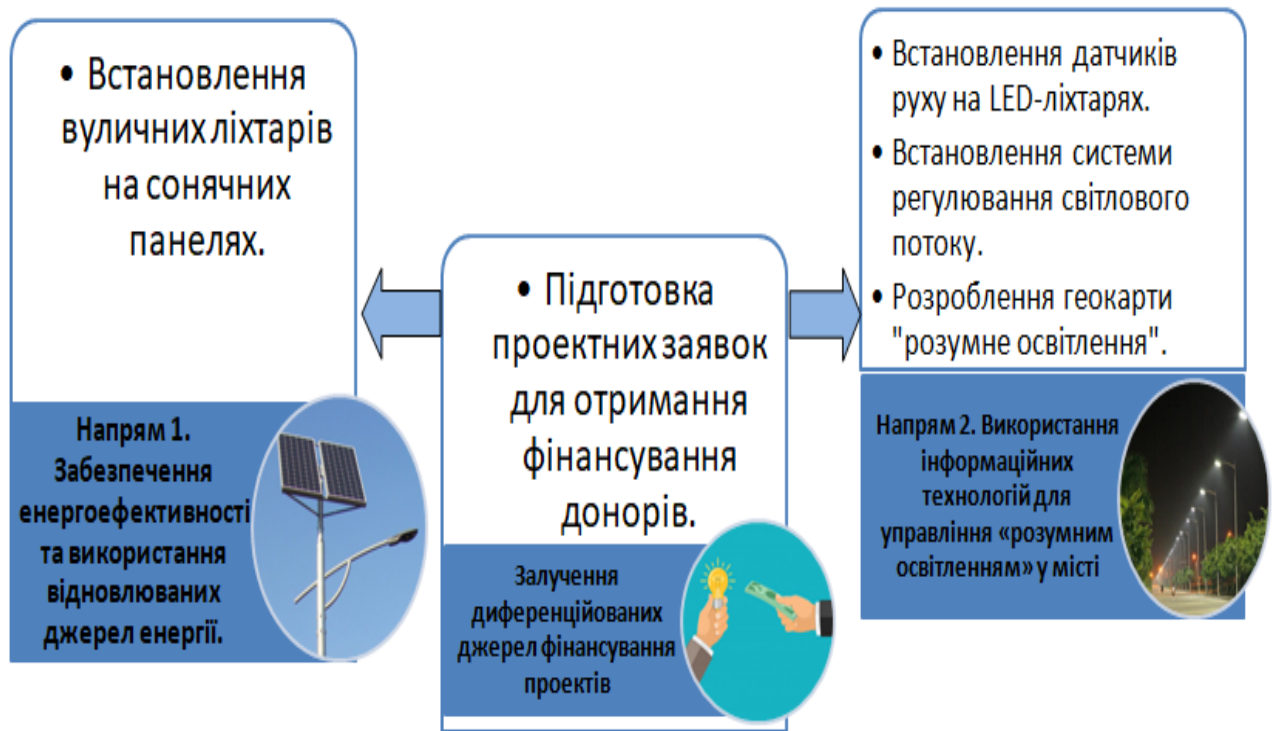 • Встановлення
вуличних ліхтарів
на сонячних
панелях.
Напрям 1.
Забезпечення
енергоефективності
та використання
відновлюваних
джерел енергії.
• Підготовка
проектних заявок
для отримання
фінансування
донорів.
Залучення
диференційованих
джерел фінансування
проектів
• Встановлення датчиків
руху на LED-ліхтарях.
• Встановлення системи
регулювання світлового
потоку.
• Розроблення геокарти
"розумне освітлення".
Напрям 2. Використання
інформаційних
технологій для
управління «розумним
освітленням» у місті